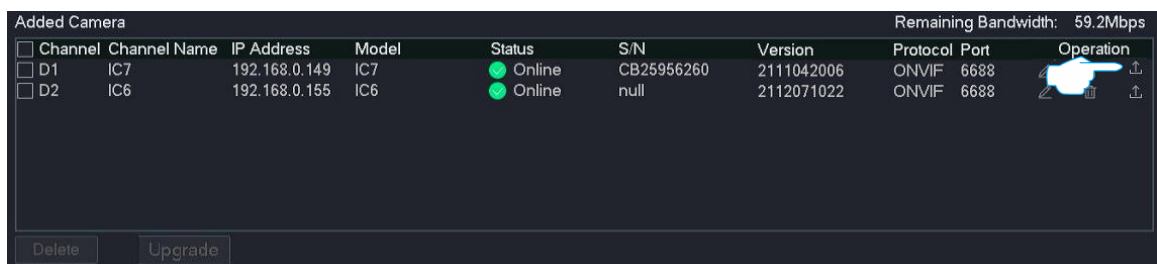 Added Camera Remaining Bandwidth: 59.2Mbps
Channel Channel Name IP Address Model Status S/N Version Protocol Port Operation
D1 IC7 192.168.0.149 IC7 Online CB25956260 2111042006 ONVIF 6688
D2 IC6 192.168.0.155 IC6 Online null 2112071022 ONVIF 6688
Delete Upgrade